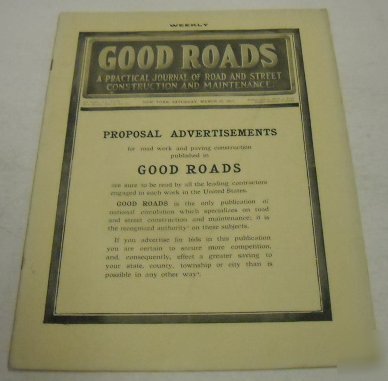 WEEKLY
GOOD ROADS
A PRACTICAL JOURNAL OF ROAD AND STREET
CONSTRUCTION AND MAINTENANCE
NEW YORK, SATURDAY, MARCH
PROPOSAL ADVERTISEMENTS
for road work and paving construction
published in
GOOD ROADS
are sure to be read by all the leading contractors
engaged in such work in the United States.
GOOD ROADS is the only publication of
national circulation which specializes on road
and street construction and maintenance; it is
the recognized authority on these subjects.
If you advertise for bids in this publication
you are certain to secure more competition,
and, consequently, effect a greater saving to
your state, county, township or city than is
possible in any other way.